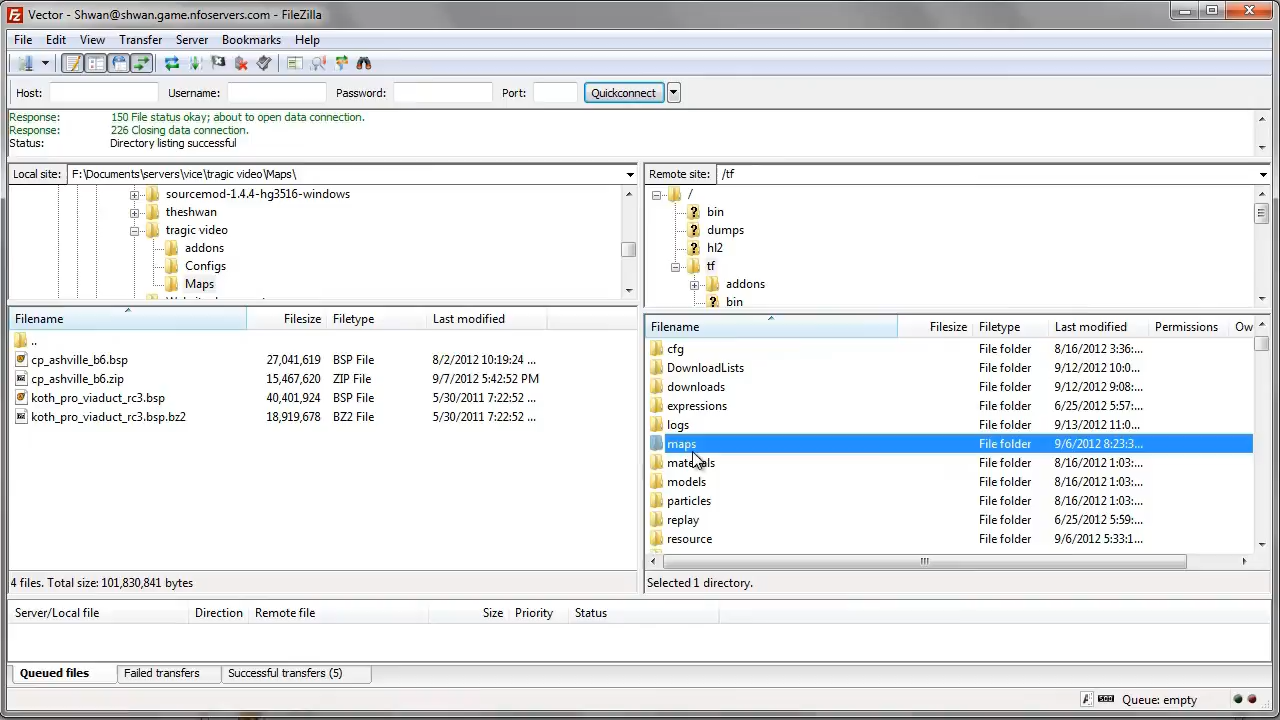 Vector - Shwan@shwan.game.nfoservers.com - FileZilla
File Edit View Transfer Server Bookmarks Help
Host: Username: Password: Port: Quickconnect
Response: 150 File status okay; about to open data connection.
Response: 226 Closing data connection.
Status: Directory listing successful
Local site: F:\Documents\servers\vice\tragic video\Maps\
sourcemod-1.4.4-hg3516-windows
theshwan
tragic video
addons
Configs
Maps
Filename Filesize Filetype Last modified
..
cp_ashville_b6.bsp 27,041,619 BSP File 8/2/2012 10:19:24 ...
cp_ashville_b6.zip 15,467,620 ZIP File 9/7/2012 5:42:52 PM
koth_pro_viaduct_rc3.bsp 40,401,924 BSP File 5/30/2011 7:22:52 ...
koth_pro_viaduct_rc3.bsp.bz2 18,919,678 BZ2 File 5/30/2011 7:22:52 ...
4 files. Total size: 101,830,841 bytes
Remote site: /tf
/
bin
dumps
hl2
tf
addons
bin
Filename Filesize Filetype Last modified Permissions Ow
cfg File folder 8/16/2012 3:36:...
DownloadLists File folder 9/12/2012 10:0...
downloads File folder 9/12/2012 9:08:...
expressions File folder 6/25/2012 5:57:...
logs File folder 9/13/2012 11:0...
maps File folder 9/6/2012 8:23:3...
materials File folder 8/16/2012 1:03:...
models File folder 8/16/2012 1:03:...
particles File folder 8/16/2012 1:03:...
replay File folder 6/25/2012 5:59:...
resource File folder 9/6/2012 5:33:1...
Selected 1 directory.
Server/Local file Direction Remote file Size Priority Status
Queued files Failed transfers Successful transfers (5)
Queue: empty